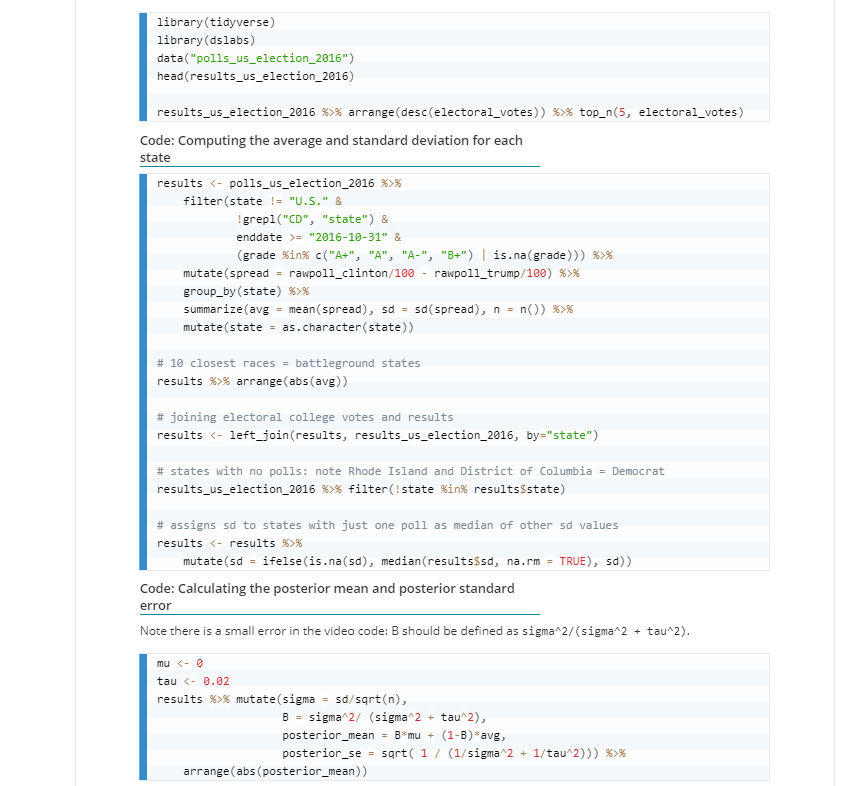 library(tidyverse)
library(dslabs)
data("polls_us_election_2016")
head(results_us_election_2016)
results_us_election_2016 %>% arrange(desc(electoral_votes)) %>% top_n(5, electoral_votes)
Code: Computing the average and standard deviation for each
state
results <- polls_us_election_2016 %>%
filter(state != "U.S." &
!grepl("CD", "state") &
enddate >= "2016-10-31" &
(grade %in% c("A+", "A", "A-", "B+") | is.na(grade))) %>%
mutate(spread = rawpoll_clinton/100 - rawpoll_trump/100) %>%
group_by(state) %>%
summarize(avg = mean(spread), sd = sd(spread), n = n()) %>%
mutate(state = as.character(state))
# 10 closest races = battleground states
results %>% arrange(abs(avg))
# joining electoral college votes and results
results <- left_join(results, results_us_election_2016, by="state")
# states with no polls: note Rhode Island and District of Columbia = Democrat
results_us_election_2016 %>% filter(!state %in% results$state)
# assigns sd to states with just one poll as median of other sd values
results <- results %>%
mutate(sd = ifelse(is.na(sd), median(results$sd, na.rm = TRUE), sd))
Code: Calculating the posterior mean and posterior standard
error
Note there is a small error in the video code: B should be defined as sigma^2/(sigma^2 + tau^2).
mu <- 0
tau <- 0.02
results %>% mutate(sigma = sd/sqrt(n),
B = sigma^2/ (sigma^2 + tau^2),
posterior_mean = B*mu + (1-B)*avg,
posterior_se = sqrt( 1 / (1/sigma^2 + 1/tau^2))) %>%
arrange(abs(posterior_mean))